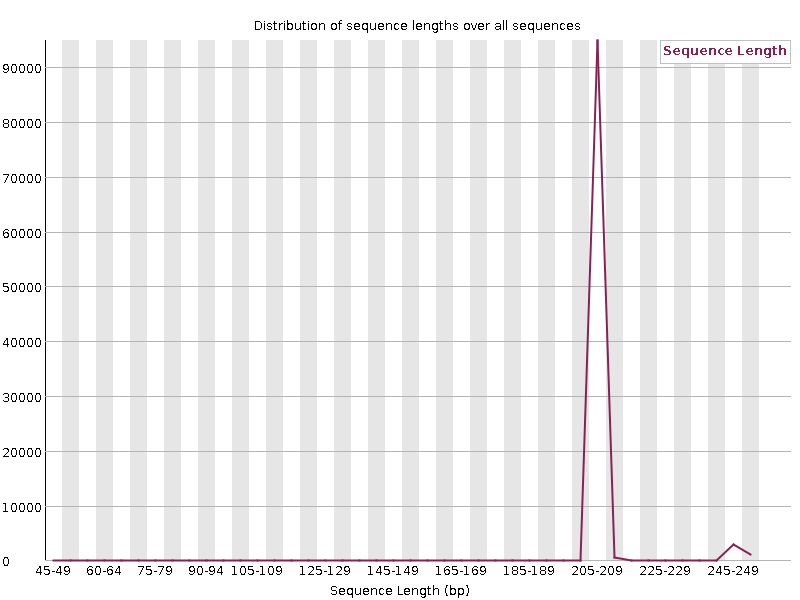 Distribution of sequence lengths over all sequences
Sequence Length
90000
80000
70000
60000
50000
40000
30000
20000
10000
0
45-49 60-64 75-79 90-94 105-109 125-129 145-149 165-169 185-189 205-209 225-229 245-249
Sequence Length (bp)